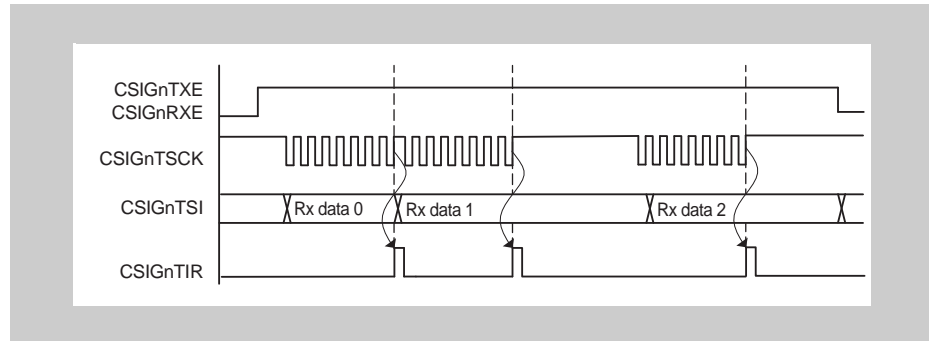 CSIGnTXE
CSIGnRXE
CSIGnTSCK
CSIGnTSI
Rx data 0
Rx data 1
Rx data 2
CSIGnTIR